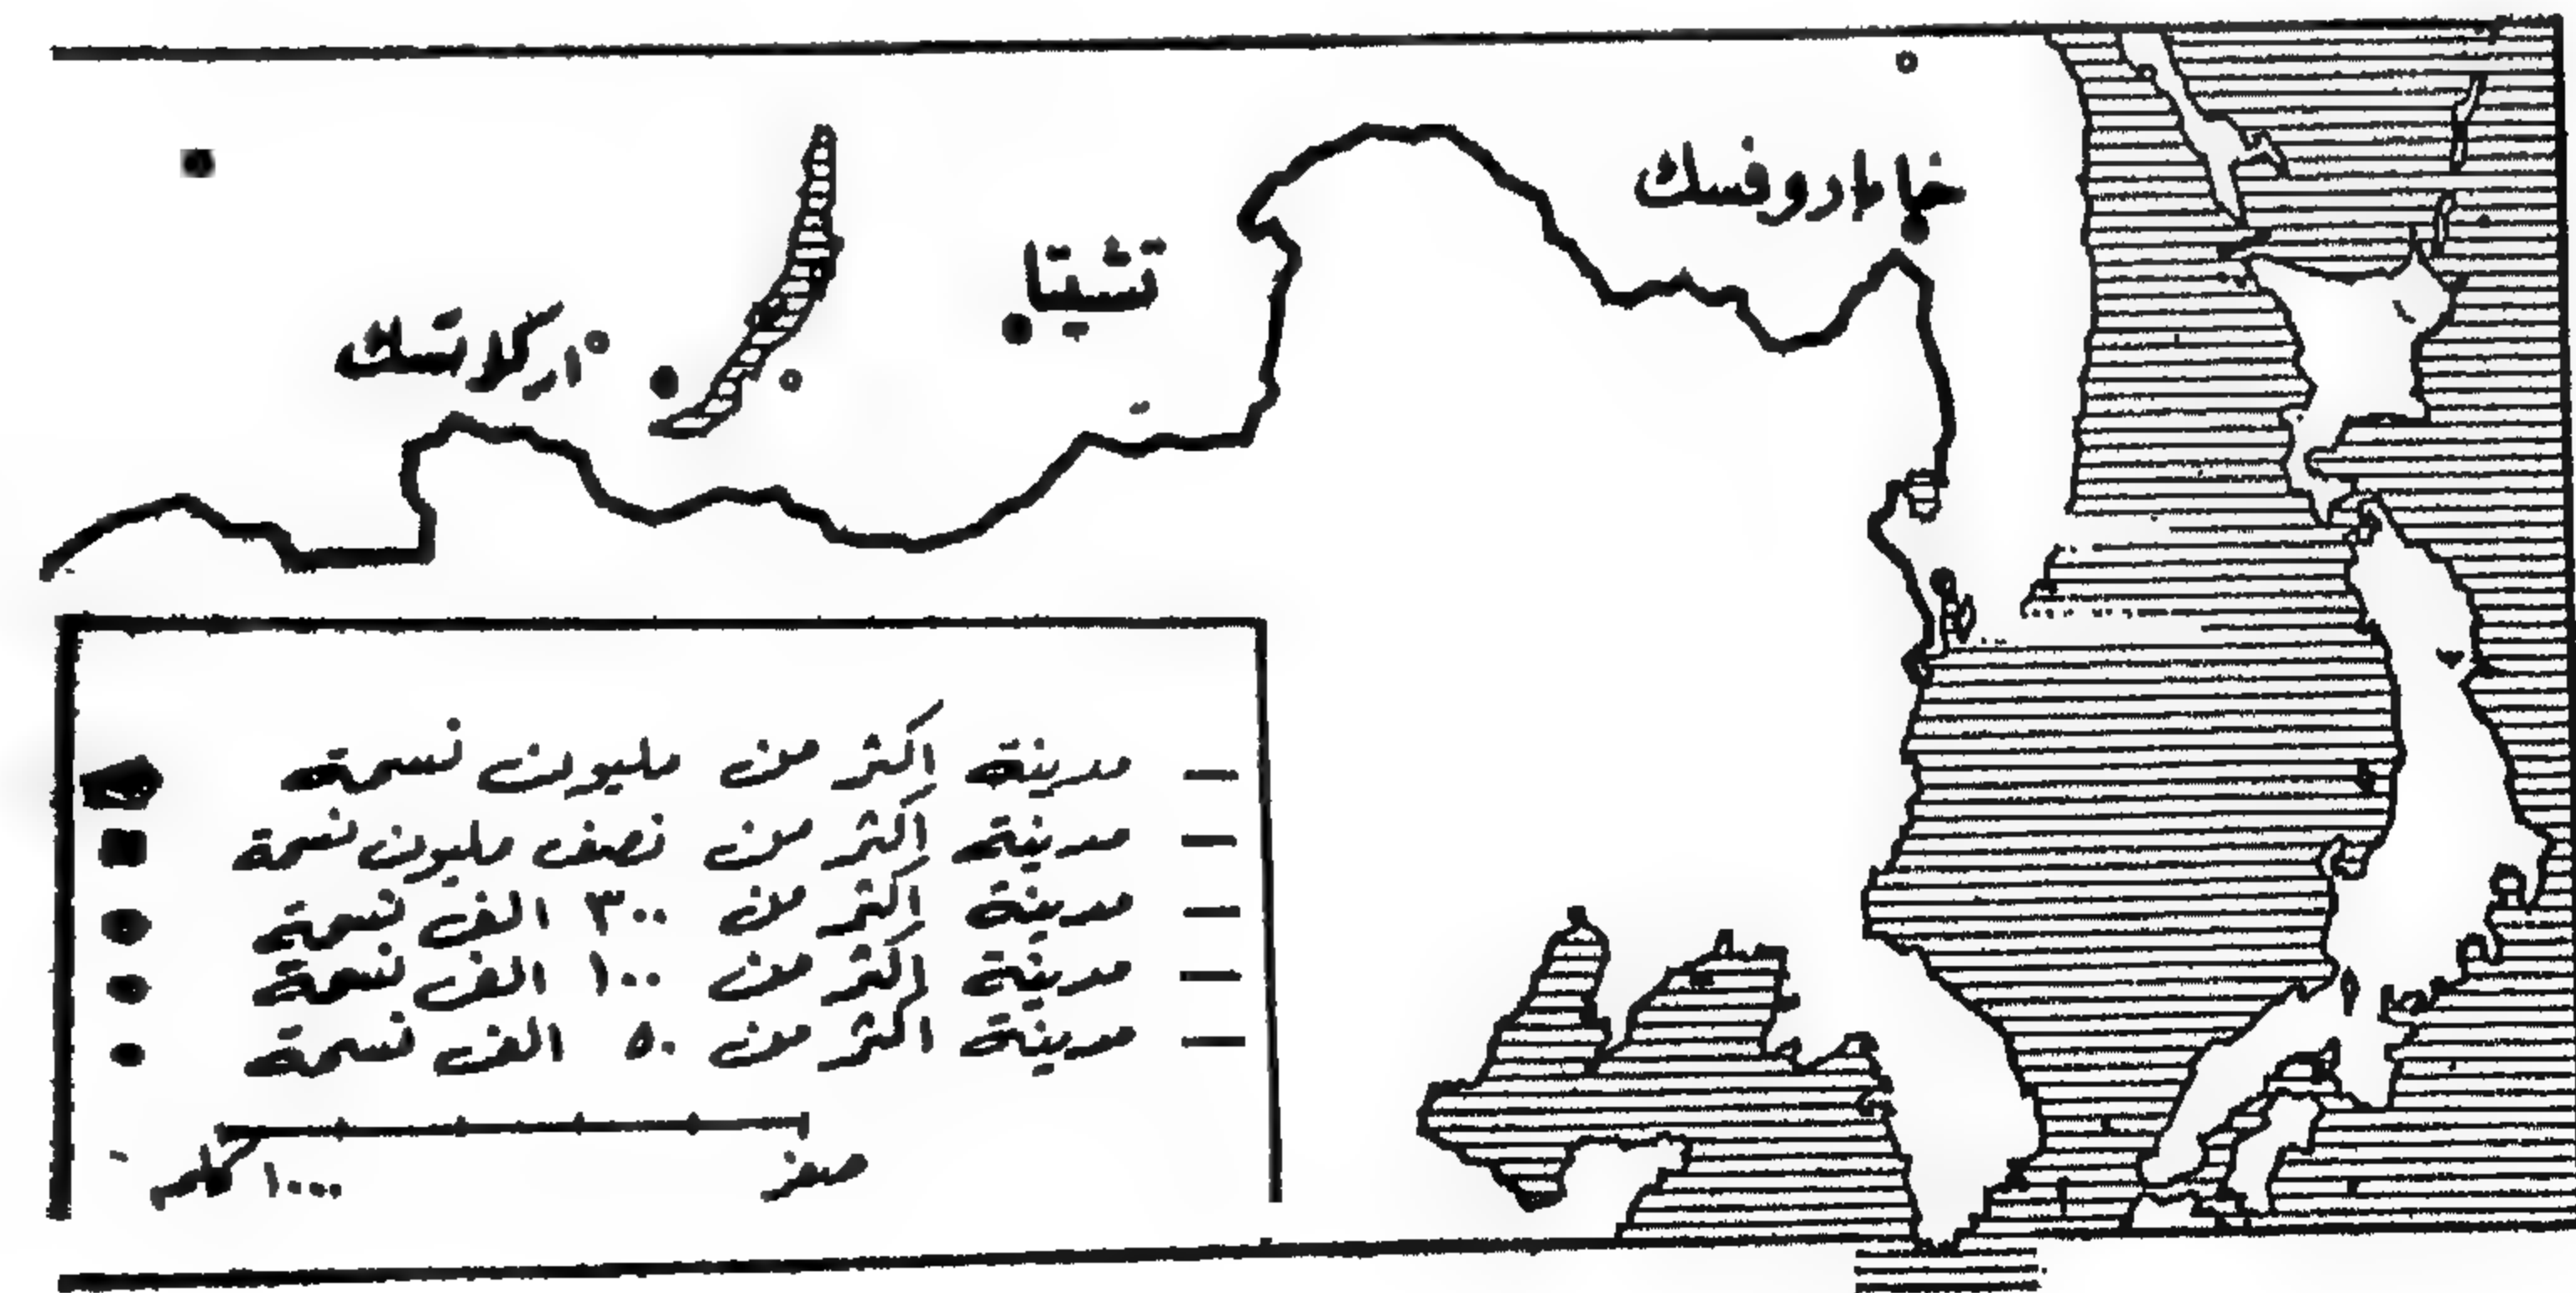 خاباروفسك
تشيتا
اركلاتسك
— مدينة اكثر من مليون نسمة
— مدينة اكثر من نصف مليون نسمة
— مدينة اكثر من ٣٠٠ الف نسمة
— مدينة اكثر من ١٠٠ الف نسمة
— مدينة اكثر من ٥٠ الف نسمة
صفر ١٠٠٠ كلم